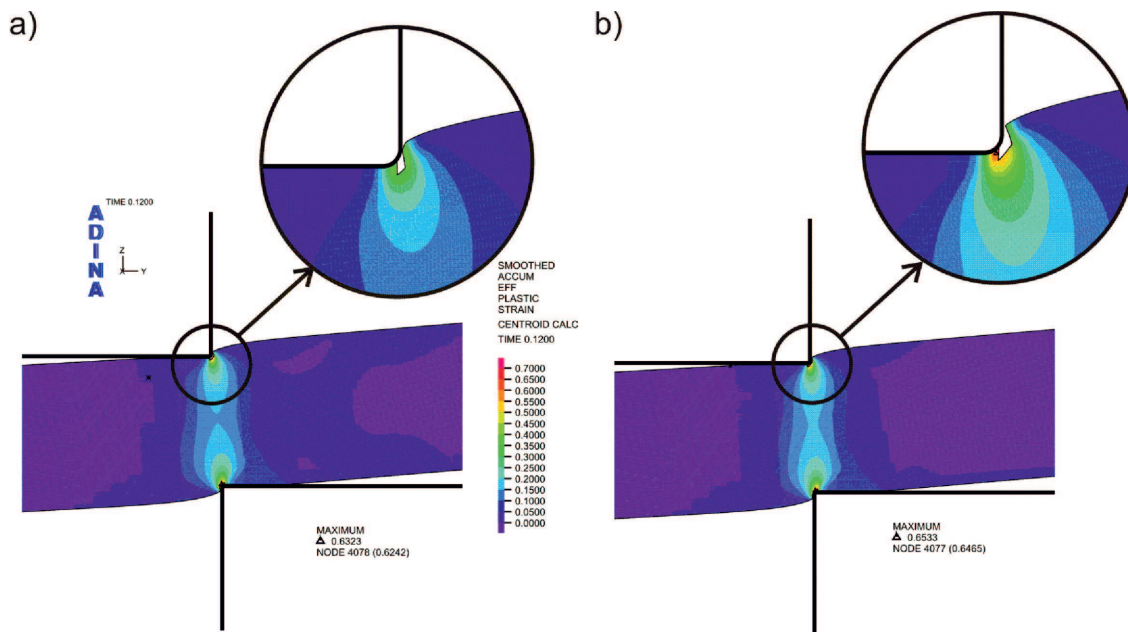 a)
b)
ADINA
TIME 0.1200
Z
X Y
SMOOTHED
ACCUM
EFF
PLASTIC
STRAIN
CENTROID CALC
TIME 0.1200
0.7000
0.6500
0.6000
0.5500
0.5000
0.4500
0.4000
0.3500
0.3000
0.2500
0.2000
0.1500
0.1000
0.0500
0.0000
MAXIMUM
0.6323
NODE 4078 (0.6242)
MAXIMUM
0.6533
NODE 4077 (0.6465)